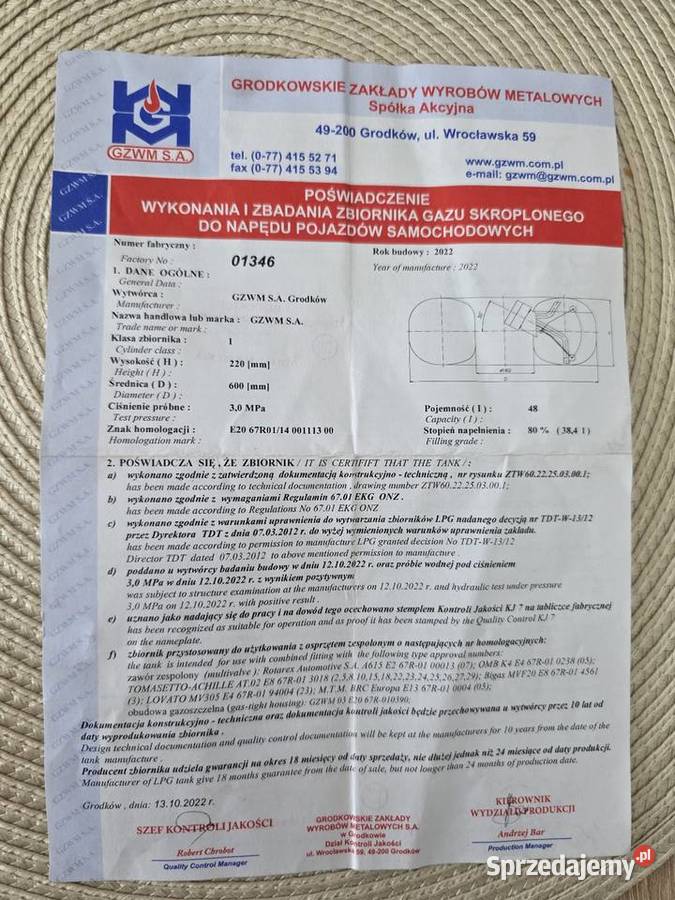 GRODKOWSKIE ZAKŁADY WYROBÓW METALOWYCH
Spółka Akcyjna
GZWM S.A.
49-200 Grodków, ul. Wrocławska 59
tel. (0-77) 415 52 71
fax (0-77) 415 53 94
www.gzwm.com.pl
e-mail: gzwm@gzwm.com.pl
POŚWIADCZENIE
WYKONANIA I ZBADANIA ZBIORNIKA GAZU SKROPLONEGO
DO NAPĘDU POJAZDÓW SAMOCHODOWYCH
Numer fabryczny :
Factory No : 01346
Rok budowy : 2022
Year of manufacture : 2022
1. DANE OGÓLNE :
General Data :
Wytwórca : GZWM S.A. Grodków
Manufacturer :
Nazwa handlowa lub marka : GZWM S.A.
Trade name or mark :
Klasa zbiornika : 1
Cylinder class :
Wysokość ( H ) : 220 [mm]
Height ( H ) :
Średnica ( D ) : 600 [mm]
Diameter ( D ) :
Ciśnienie próbne : 3,0 MPa
Test pressure :
Znak homologacji : E20 67R01/14 001113 00
Homologation mark :
Pojemność ( l ) : 48
Capacity ( l ) :
Stopień napełnienia : 80 % (38,4 l)
Filling grade :
2. POŚWIADCZA SIĘ , ŻE ZBIORNIK / IT IS CERTIFIFT THAT THE TANK / :
a) wykonano zgodnie z zatwierdzoną dokumentacją konstrukcyjno - techniczną , nr rysunku ZTW60.22.25.03.00.1;
has been made according to technical documentation , drawing number ZTW60.22.25.03.00.1;
b) wykonano zgodnie z wymaganiami Regulamin 67.01 EKG ONZ .
has been made according to Regulations No 67.01 EKG ONZ
c) wykonano zgodnie z warunkami uprawnienia do wytwarzania zbiorników LPG nadanego decyzją nr TDT-W-13/12
przez Dyrektora TDT z dnia 07.03.2012r. do wyżej wymienionych warunków uprawnienia zakładu.
has been made according to permission to manufacture LPG granted decision No TDT-W-13/12
Director TDT dated 07.03.2012 to above mentioned permission to manufacture .
d) poddano u wytwórcy badaniu budowy w dniu 12.10.2022 r. oraz próbie wodnej pod ciśnieniem
3,0 MPa w dniu 12.10.2022 r. z wynikiem pozytywnym
was subject to structure examination at the manufacturers on 12.10.2022 r. and hydraulic test under pressure
3,0 MPa on 12.10.2022 r. with positive result .
e) uznano jako nadający się do pracy i na dowód tego ocechowano stemplem Kontroli Jakości KJ 7 na tabliczce fabrycznej
has been recognized as suitable for operation and as proof it has been stamped by the Quality Control KJ 7
on the nameplate.
f) zbiornik przystosowany do użytkowania z osprzętem zespolonym o następujących nr homologacyjnych:
the tank is intended for use with combined fitting with the following type approval numbers:
zawór zespolony (multivalve ): Rotarex Automotive S.A. A615 E2 67R-01 00013 (07); OMB K4 E4 67R-01 0238 (05);
TOMASETTO-ACHILLE AT.02 E8 67R-01 3018 (2,5,8,10,15,18,22,23,24,25,26,27,29); Bigas MVF20 E8 67R-01 4561
(3); LOVATO MV305 E4 67R-01 94004 (23); M.T.M. BRC Europa E13 67R-01 0004 (05);
obudowa gazoszczelna (gas-tight housing): GZWM 03 E20 67R-010390;
Dokumentacja konstrukcyjno - techniczna oraz dokumentacja kontroli jakości będzie przechowywana u wytwórcy przez 10 lat od
daty wyprodukowania zbiornika .
Design technical documentation and quality control documentation will be kept at the manufacturers for 10 years from the date of the
tank manufacture .
Producent zbiornika udziela gwarancji na okres 18 miesięcy od daty sprzedaży, nie dłużej jednak niż 24 miesięcy od daty produkcji.
Manufacturer of LPG tank give 18 months guarantee from the date of sale, but not longer than 24 months of production date.
Grodków , dnia: 13.10.2022 r.
SZEF KONTROLI JAKOŚCI
Robert Chrobot
Quality Control Manager
GRODKOWSKIE ZAKŁADY
WYROBÓW METALOWYCH S.A.
w Grodkowie
Dział Kontroli Jakości
ul. Wrocławska 59, 49-200 Grodków
KIEROWNIK
WYDZIAŁU PRODUKCJI
Andrzej Bar
Production Manager
Sprzedajemy.pl